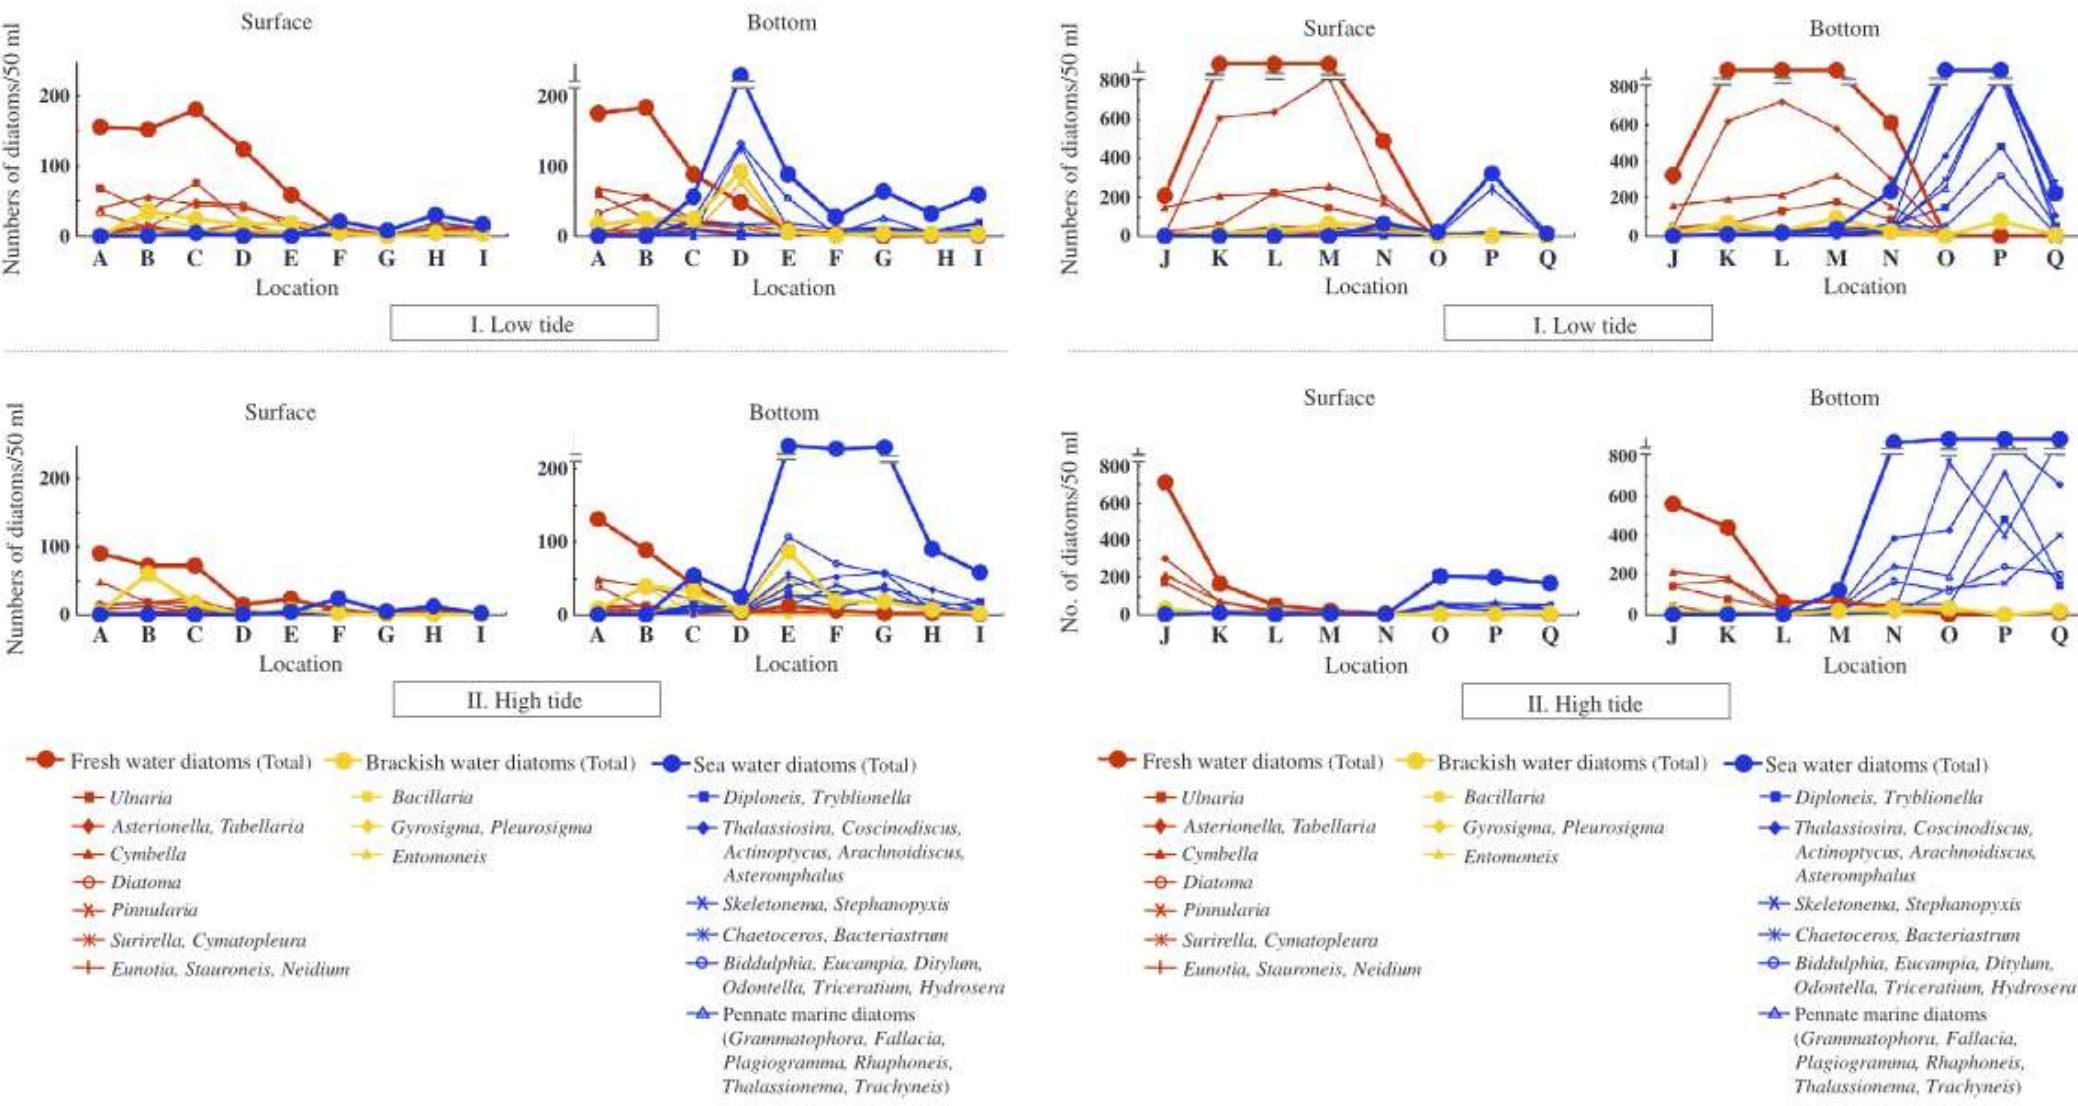 Surface
Bottom
Numbers of diatoms/50 ml
200
100
0
A B C D E F G H I
Location
200
100
0
A B C D E F G H I
Location
I. Low tide
Surface
Bottom
Numbers of diatoms/50 ml
800
600
400
200
0
J K L M N O P Q
Location
800
600
400
200
0
J K L M N O P Q
Location
I. Low tide
Surface
Bottom
Numbers of diatoms/50 ml
200
100
0
A B C D E F G H I
Location
200
100
0
A B C D E F G H I
Location
II. High tide
Surface
Bottom
No. of diatoms/50 ml
800
600
400
200
0
J K L M N O P Q
Location
800
600
400
200
0
J K L M N O P Q
Location
II. High tide
Fresh water diatoms (Total)
Ulnaria
Asterionella, Tabellaria
Cymbella
Diatoma
Pinnularia
Surirella, Cymatopleura
Eunotia, Stauroneis, Neidium
Brackish water diatoms (Total)
Bacillaria
Gyrosigma, Pleurosigma
Entomoneis
Sea water diatoms (Total)
Diploneis, Tryblionella
Thalassiosira, Coscinodiscus,
Actinoptycus, Arachnoidiscus,
Asteromphalus
Skeletonema, Stephanopyxis
Chaetoceros, Bacteriastrum
Biddulphia, Eucampia, Ditylum,
Odontella, Triceratium, Hydrosera
Pennate marine diatoms
(Grammatophora, Fallacia,
Plagiogramma, Rhaphoneis,
Thalassionema, Trachyneis)
Fresh water diatoms (Total)
Ulnaria
Asterionella, Tabellaria
Cymbella
Diatoma
Pinnularia
Surirella, Cymatopleura
Eunotia, Stauroneis, Neidium
Brackish water diatoms (Total)
Bacillaria
Gyrosigma, Pleurosigma
Entomoneis
Sea water diatoms (Total)
Diploneis, Tryblionella
Thalassiosira, Coscinodiscus,
Actinoptycus, Arachnoidiscus,
Asteromphalus
Skeletonema, Stephanopyxis
Chaetoceros, Bacteriastrum
Biddulphia, Eucampia, Ditylum,
Odontella, Triceratium, Hydrosera
Pennate marine diatoms
(Grammatophora, Fallacia,
Plagiogramma, Rhaphoneis,
Thalassionema, Trachyneis)